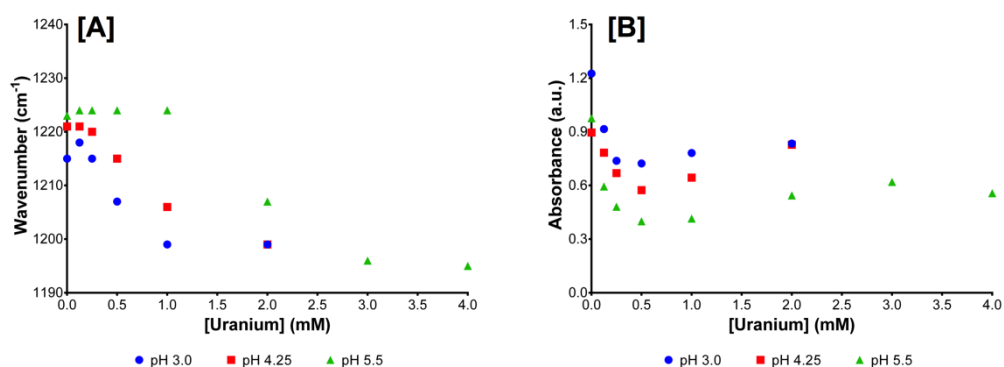 [A]
Wavenumber (cm⁻¹)
1240
1230
1220
1210
1200
1190
0.0 0.5 1.0 1.5 2.0 2.5 3.0 3.5 4.0
[Uranium] (mM)
pH 3.0 pH 4.25 pH 5.5
[B]
Absorbance (a.u.)
1.5
1.2
0.9
0.6
0.3
0.0
0.0 0.5 1.0 1.5 2.0 2.5 3.0 3.5 4.0
[Uranium] (mM)
pH 3.0 pH 4.25 pH 5.5